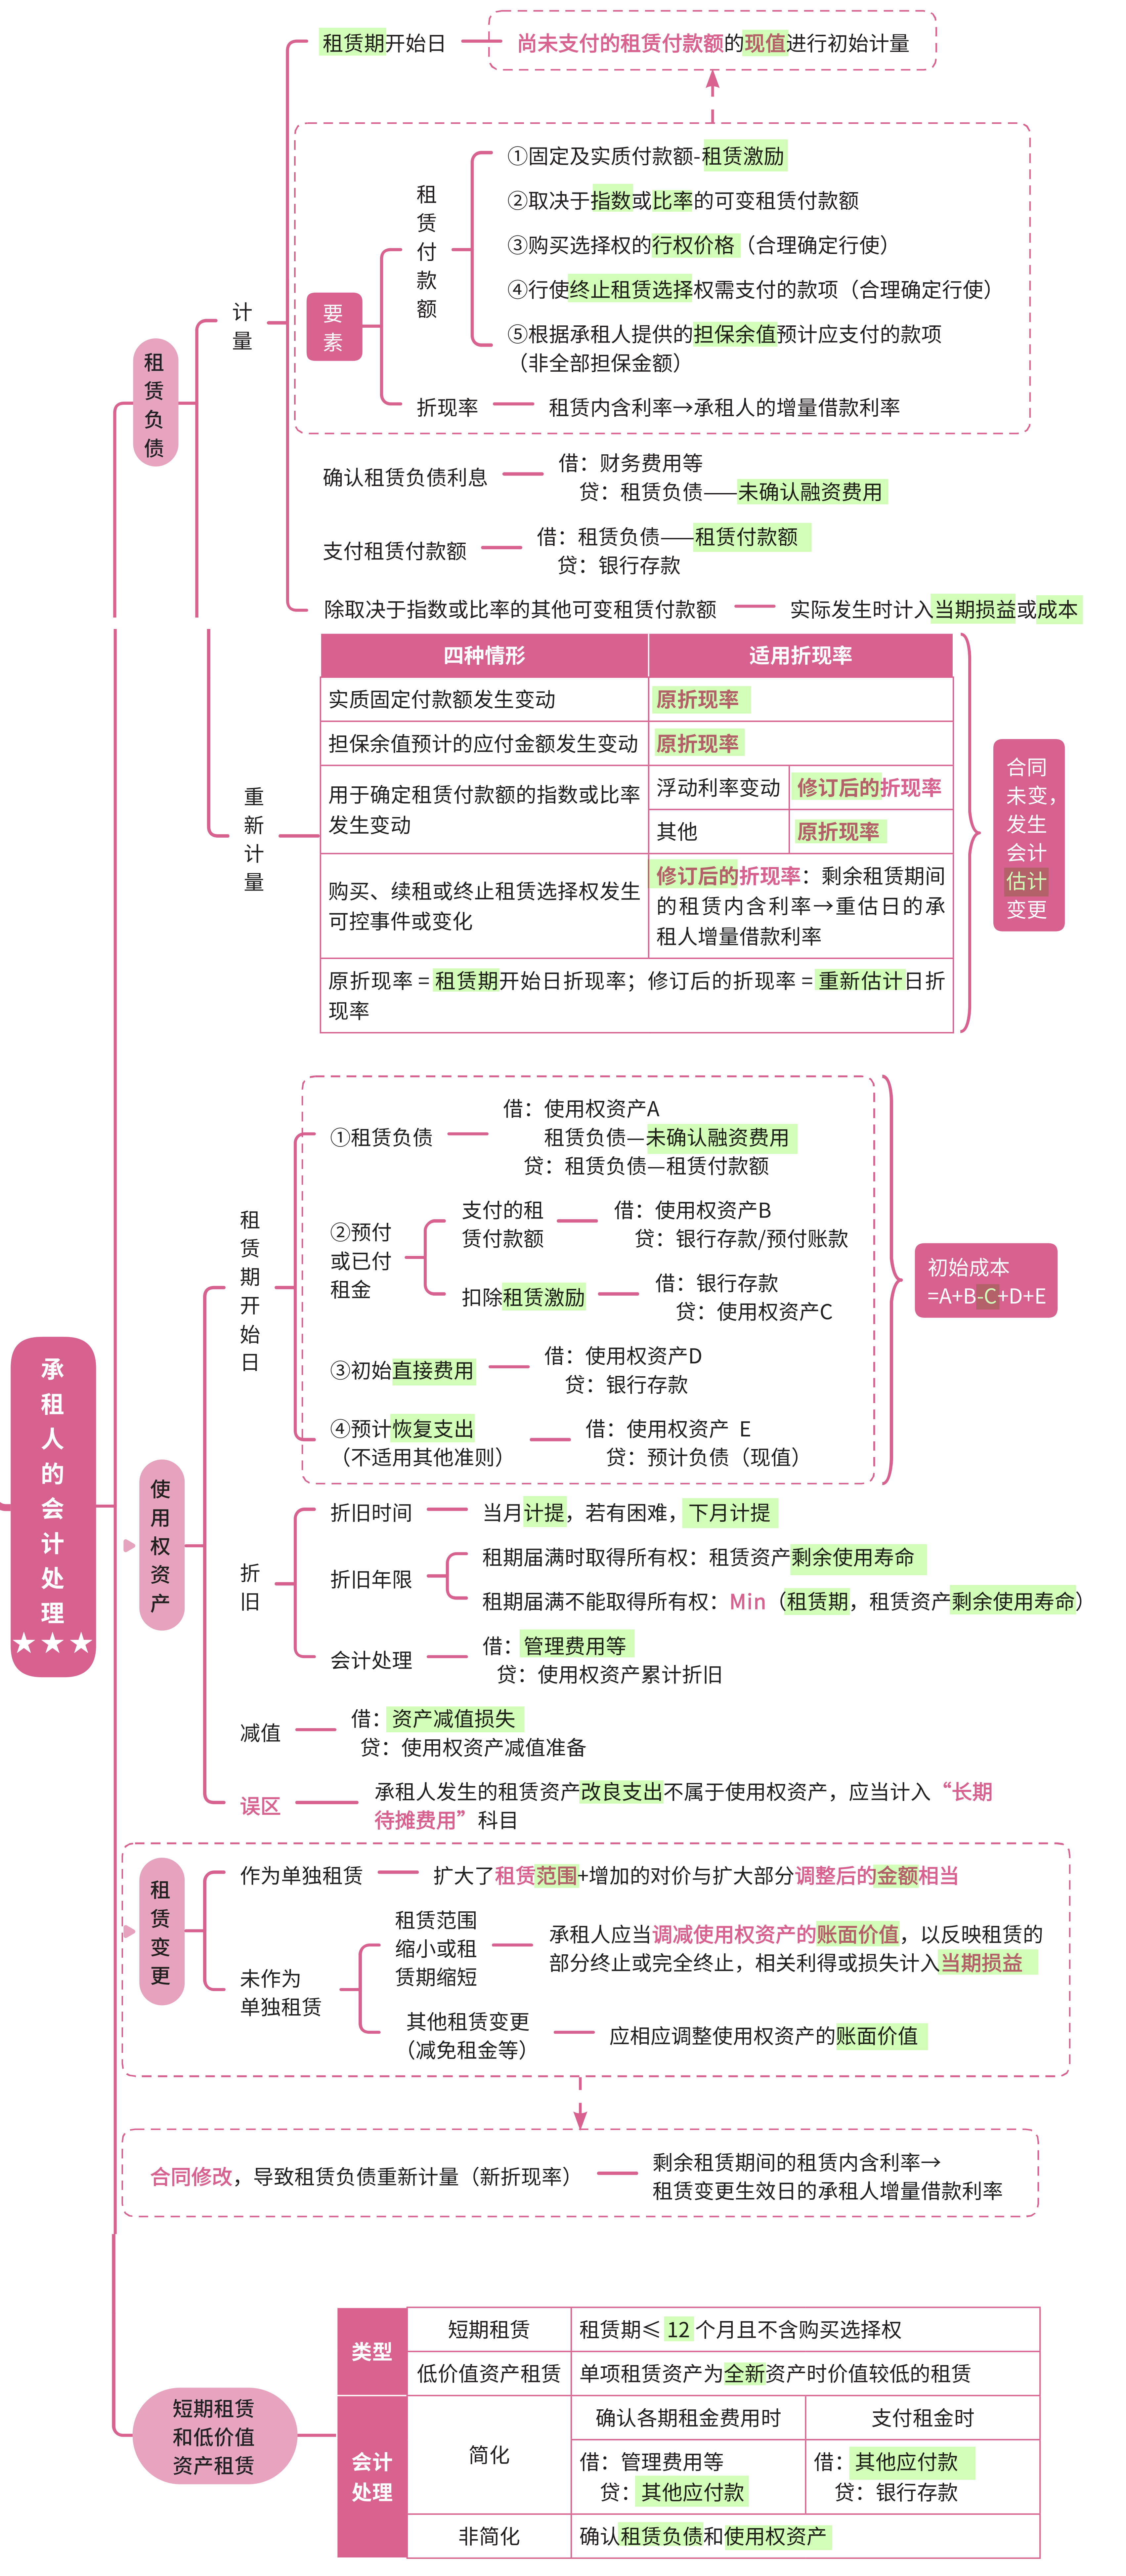 承租人的会计处理★★★
租赁负债
计量
租赁期开始日
尚未支付的租赁付款额的现值进行初始计量
要素
租赁付款额
①固定及实质付款额-租赁激励
②取决于指数或比率的可变租赁付款额
③购买选择权的行权价格（合理确定行使）
④行使终止租赁选择权需支付的款项（合理确定行使）
⑤根据承租人提供的担保余值预计应支付的款项
（非全部担保金额）
折现率
租赁内含利率→承租人的增量借款利率
确认租赁负债利息
借：财务费用等
贷：租赁负债——未确认融资费用
支付租赁付款额
借：租赁负债——租赁付款额
贷：银行存款
除取决于指数或比率的其他可变租赁付款额
实际发生时计入当期损益或成本
重新计量
四种情形
适用折现率
实质固定付款额发生变动
原折现率
担保余值预计的应付金额发生变动
原折现率
用于确定租赁付款额的指数或比率
发生变动
浮动利率变动
修订后的折现率
其他
原折现率
购买、续租或终止租赁选择权发生
可控事件或变化
修订后的折现率：剩余租赁期间
的租赁内含利率→重估日的承
租人增量借款利率
原折现率 = 租赁期开始日折现率；修订后的折现率 = 重新估计日折
现率
合同
未变，
发生
会计
估计
变更
使用权资产
租赁期开始日
①租赁负债
借：使用权资产A
租赁负债—未确认融资费用
贷：租赁负债—租赁付款额
②预付
或已付
租金
支付的租
赁付款额
借：使用权资产B
贷：银行存款/预付账款
扣除租赁激励
借：银行存款
贷：使用权资产C
③初始直接费用
借：使用权资产D
贷：银行存款
④预计恢复支出
（不适用其他准则）
借：使用权资产 E
贷：预计负债（现值）
初始成本
=A+B-C+D+E
折旧
折旧时间
当月计提，若有困难，下月计提
折旧年限
租期届满时取得所有权：租赁资产剩余使用寿命
租期届满不能取得所有权：Min（租赁期，租赁资产剩余使用寿命）
会计处理
借：管理费用等
贷：使用权资产累计折旧
减值
借：资产减值损失
贷：使用权资产减值准备
误区
承租人发生的租赁资产改良支出不属于使用权资产，应当计入“长期
待摊费用”科目
租赁变更
作为单独租赁
扩大了租赁范围+增加的对价与扩大部分调整后的金额相当
未作为
单独租赁
租赁范围
缩小或租
赁期缩短
承租人应当调减使用权资产的账面价值，以反映租赁的
部分终止或完全终止，相关利得或损失计入当期损益
其他租赁变更
（减免租金等）
应相应调整使用权资产的账面价值
合同修改，导致租赁负债重新计量（新折现率）
剩余租赁期间的租赁内含利率→
租赁变更生效日的承租人增量借款利率
短期租赁
和低价值
资产租赁
类型
短期租赁
租赁期≤ 12 个月且不含购买选择权
低价值资产租赁
单项租赁资产为全新资产时价值较低的租赁
会计
处理
简化
确认各期租金费用时
支付租金时
借：管理费用等
贷：其他应付款
借：其他应付款
贷：银行存款
非简化
确认租赁负债和使用权资产